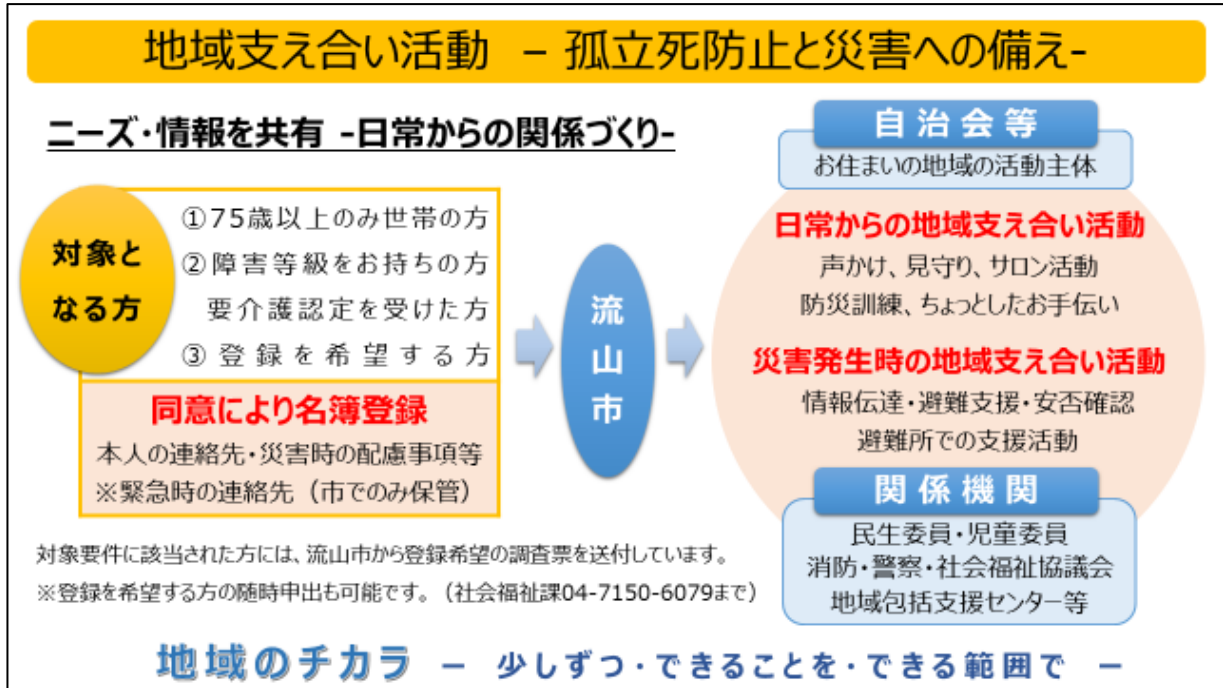 地域支え合い活動 － 孤立死防止と災害への備え-
ニーズ・情報を共有 -日常からの関係づくり-
対象と
なる方
①75歳以上のみ世帯の方
②障害等級をお持ちの方
要介護認定を受けた方
③登録を希望する方
同意により名簿登録
本人の連絡先・災害時の配慮事項等
※緊急時の連絡先（市でのみ保管）
流山市
自治会等
お住まいの地域の活動主体
日常からの地域支え合い活動
声かけ、見守り、サロン活動
防災訓練、ちょっとしたお手伝い
災害発生時の地域支え合い活動
情報伝達・避難支援・安否確認
避難所での支援活動
関係機関
民生委員・児童委員
消防・警察・社会福祉協議会
地域包括支援センター等
対象要件に該当された方には、流山市から登録希望の調査票を送付しています。
※登録を希望する方の随時申出も可能です。（社会福祉課04-7150-6079まで）
地域のチカラ － 少しずつ・できることを・できる範囲で －